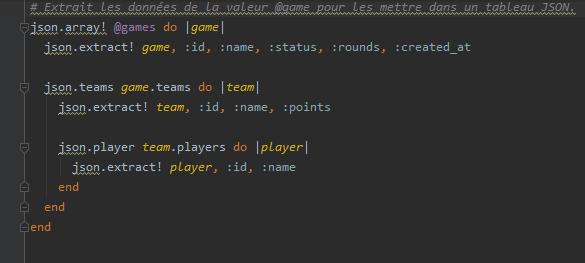 # Extrait les données de la valeur @game pour les mettre dans un tableau JSON.
json.array! @games do |game|
  json.extract! game, :id, :name, :status, :rounds, :created_at
  json.teams game.teams do |team|
    json.extract! team, :id, :name, :points
    json.player team.players do |player|
      json.extract! player, :id, :name
    end
  end
end